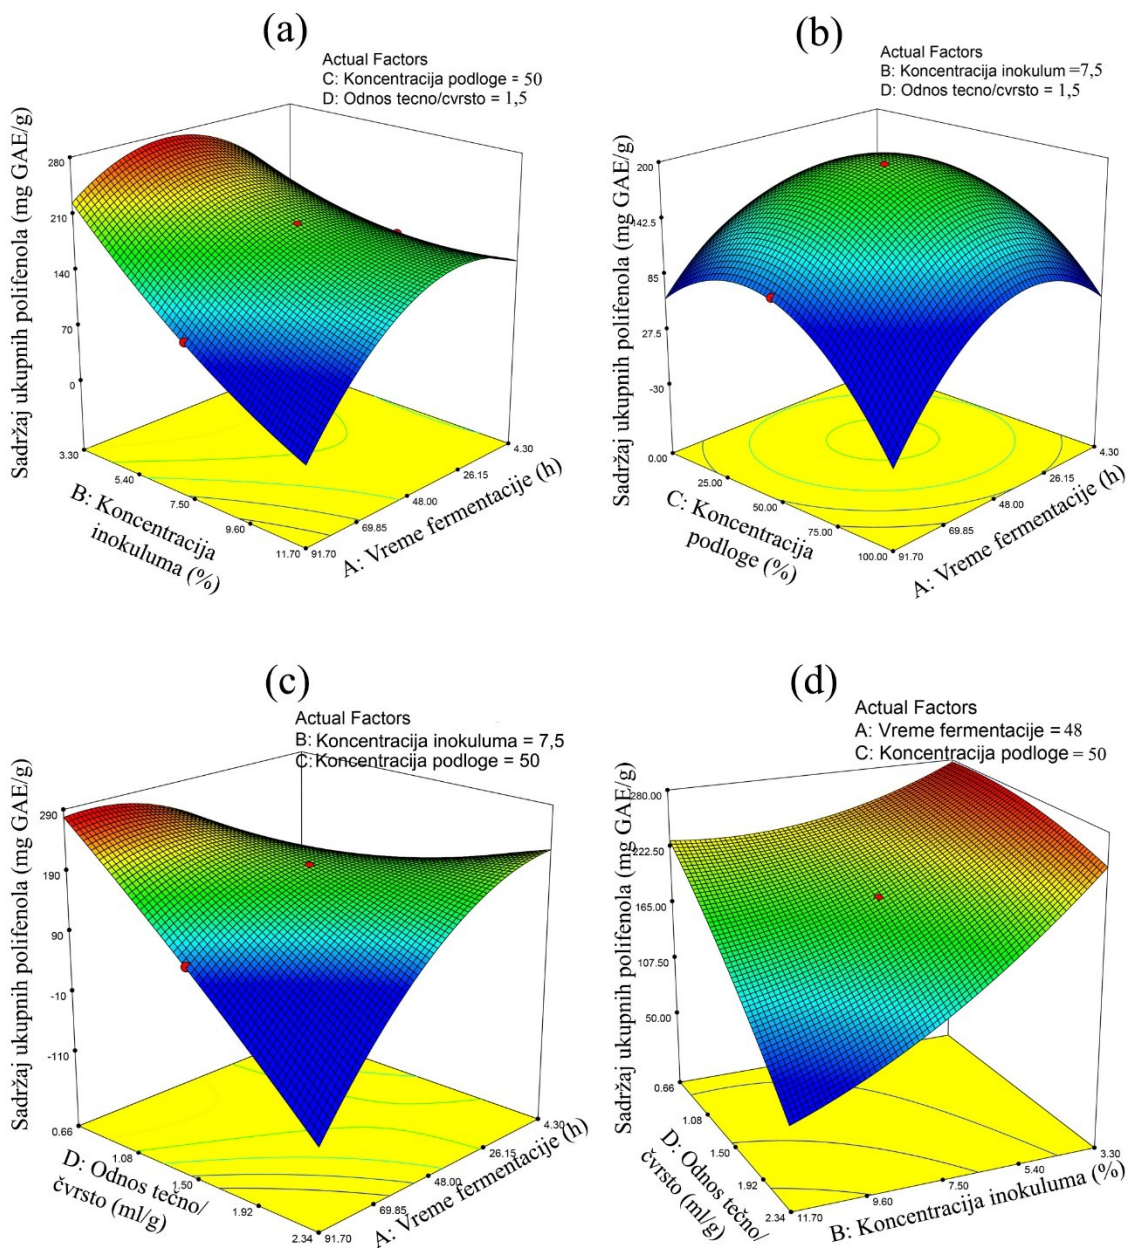 (a)
Actual Factors
C: Koncentracija podloge = 50
D: Odnos tecno/cvrsto = 1,5
Sadržaj ukupnih polifenola (mg GAE/g)
280
210
140
70
0
3.30
5.40
7.50
9.60
11.70
B: Koncentracija
inokuluma (%)
91.70
69.85
48.00
26.15
4.30
A: Vreme fermentacije (h)
(b)
Actual Factors
B: Koncentracija inokulum =7,5
D: Odnos tecno/cvrsto = 1,5
Sadržaj ukupnih polifenola (mg GAE/g)
200
142.5
85
27.5
-30
0.00
25.00
50.00
75.00
100.00
C: Koncentracija
podloge (%)
91.70
69.85
48.00
26.15
4.30
A: Vreme fermentacije (h)
(c)
Actual Factors
B: Koncentracija inokuluma = 7,5
C: Koncentracija podloge = 50
Sadržaj ukupnih polifenola (mg GAE/g)
290
190
90
-10
-110
0.66
1.08
1.50
1.92
2.34
D: Odnos tečno/
čvrsto (ml/g)
91.70
69.85
48.00
26.15
4.30
A: Vreme fermentacije (h)
(d)
Actual Factors
A: Vreme fermentacije = 48
C: Koncentracija podloge = 50
Sadržaj ukupnih polifenola (mg GAE/g)
280.00
222.50
165.00
107.50
50.00
0.66
1.08
1.50
1.92
2.34
D: Odnos tečno/
čvrsto (ml/g)
11.70
9.60
7.50
5.40
3.30
B: Koncentracija inokuluma (%)